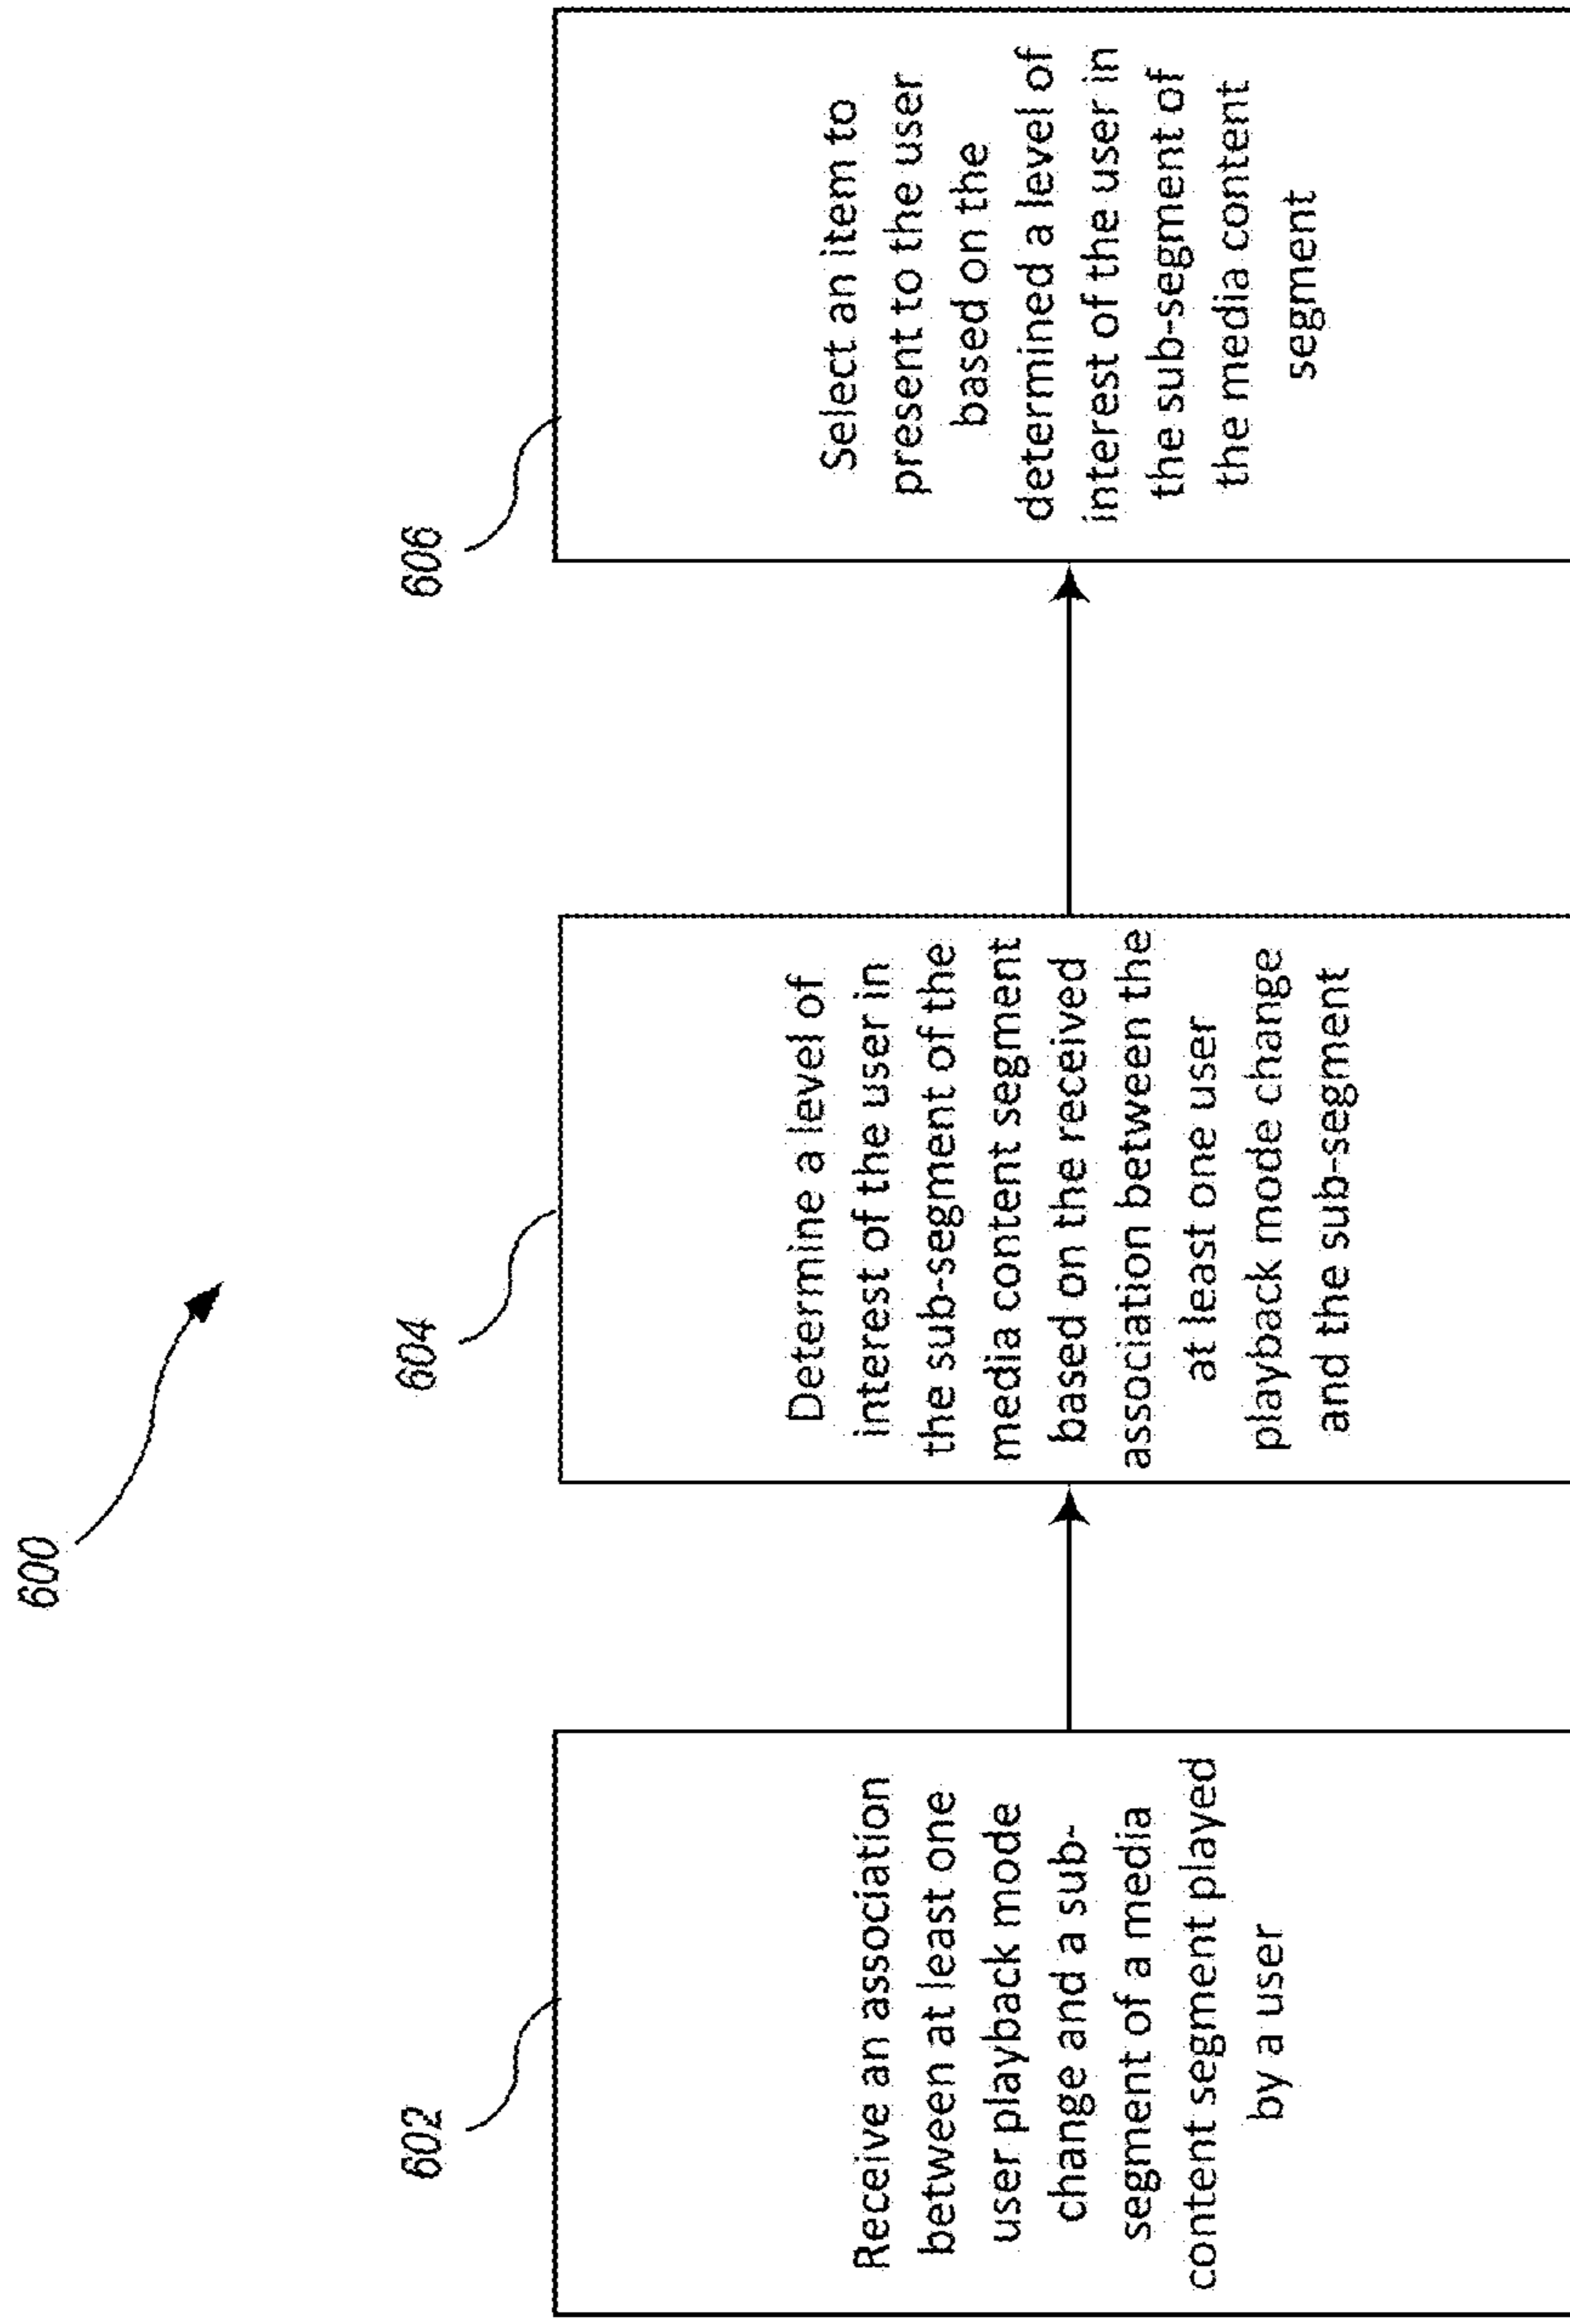 600
602
Receive an association
between at least one
user playback mode
change and a sub-
segment of a media
content segment played
by a user
604
Determine a level of
interest of the user in
the sub-segment of the
media content segment
based on the received
association between the
at least one user
playback mode change
and the sub-segment
606
Select an item to
present to the user
based on the
determined a level of
interest of the user in
the sub-segment of
the media content
segment